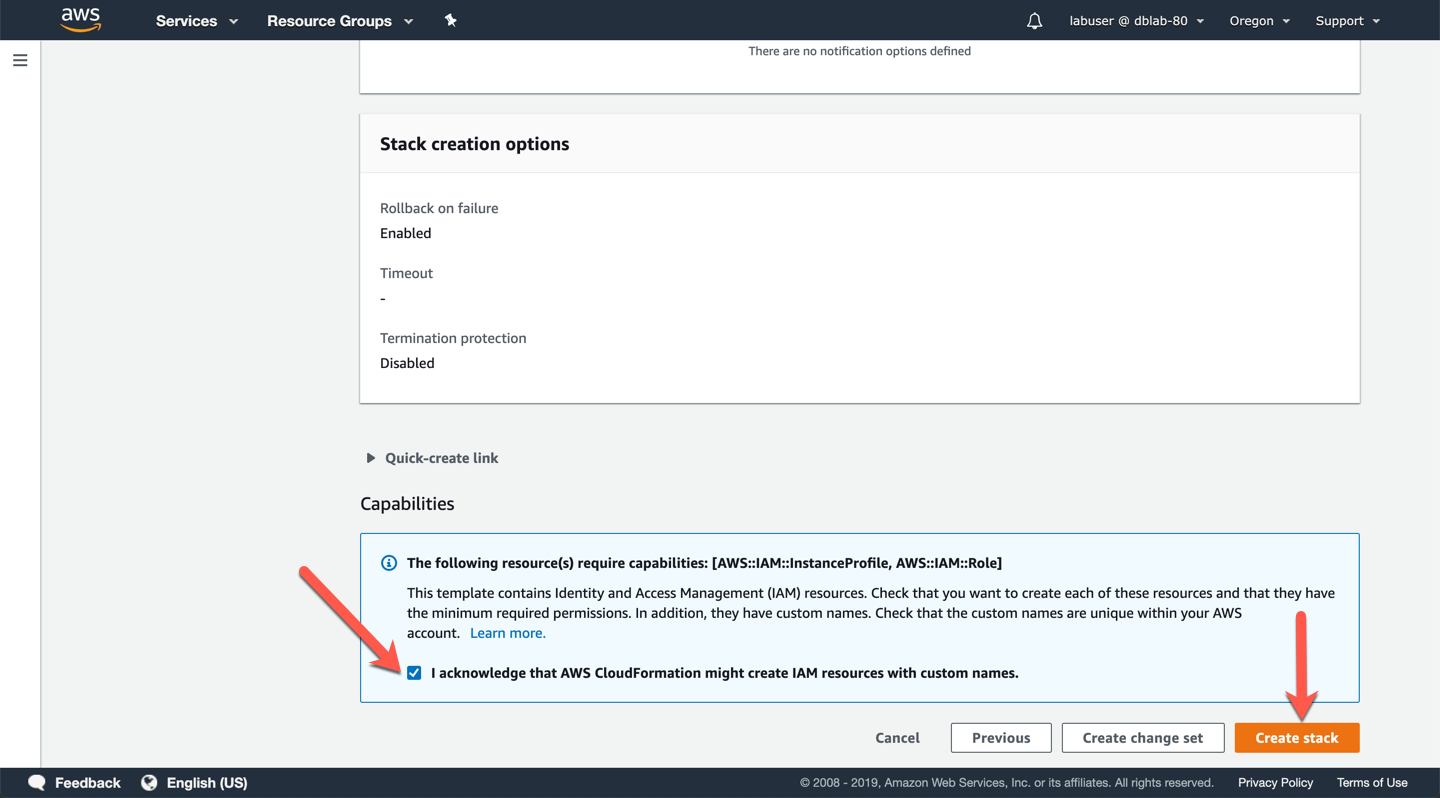 aws Services Resource Groups labuser @ dblab-80 Oregon Support
There are no notification options defined
Stack creation options
Rollback on failure
Enabled
Timeout
-
Termination protection
Disabled
Quick-create link
Capabilities
The following resource(s) require capabilities: [AWS::IAM::InstanceProfile, AWS::IAM::Role]
This template contains Identity and Access Management (IAM) resources. Check that you want to create each of these resources and that they have
the minimum required permissions. In addition, they have custom names. Check that the custom names are unique within your AWS
account. Learn more.
I acknowledge that AWS CloudFormation might create IAM resources with custom names.
Cancel Previous Create change set Create stack
Feedback English (US) © 2008 - 2019, Amazon Web Services, Inc. or its affiliates. All rights reserved. Privacy Policy Terms of Use